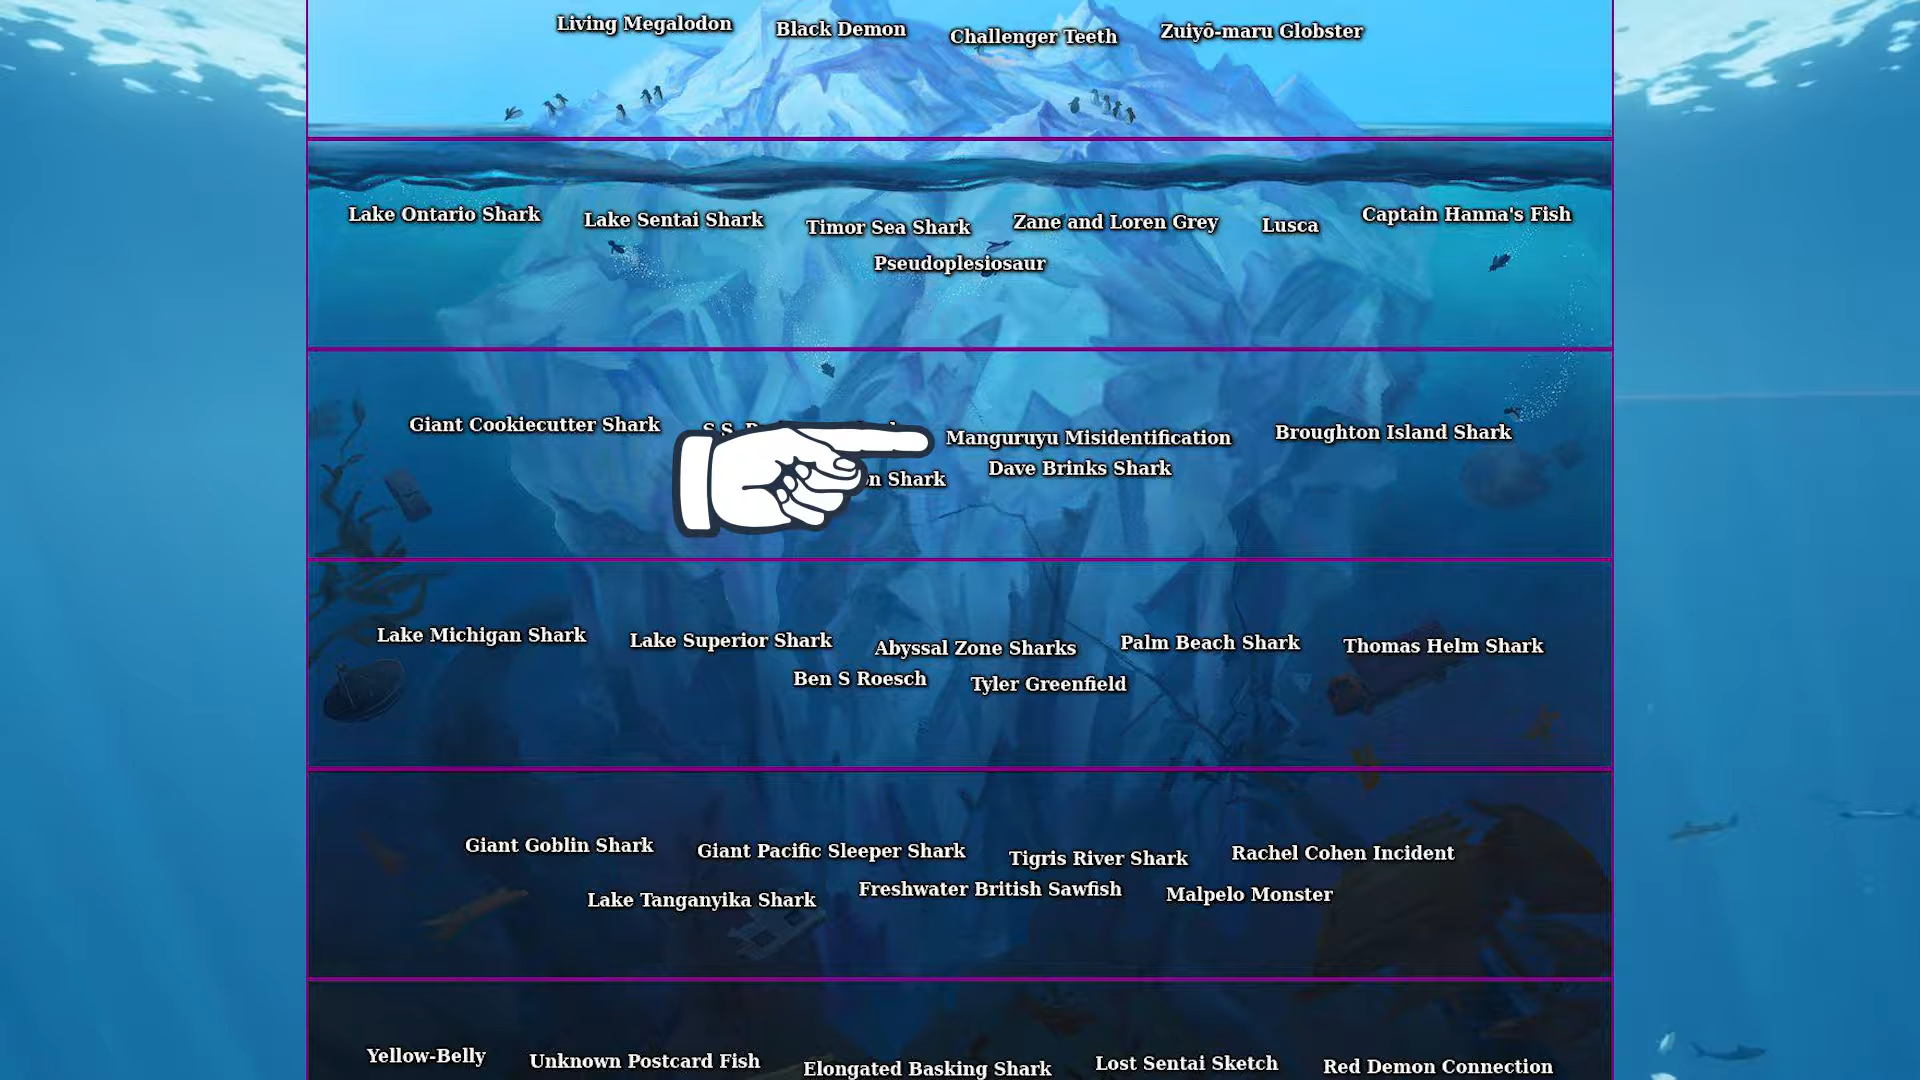 Living Megalodon Black Demon Challenger Teeth Zuiyō-maru Globster
Lake Ontario Shark Lake Sentai Shark Timor Sea Shark Zane and Loren Grey Lusca Captain Hanna's Fish
Pseudoplesiosaur
Giant Cookiecutter Shark S.S. Manguruyu Misidentification Broughton Island Shark
Shark Dave Brinks Shark
Lake Michigan Shark Lake Superior Shark Abyssal Zone Sharks Palm Beach Shark Thomas Helm Shark
Ben S Roesch Tyler Greenfield
Giant Goblin Shark Giant Pacific Sleeper Shark Tigris River Shark Rachel Cohen Incident
Lake Tanganyika Shark Freshwater British Sawfish Malpelo Monster
Yellow-Belly Unknown Postcard Fish Elongated Basking Shark Lost Sentai Sketch Red Demon Connection